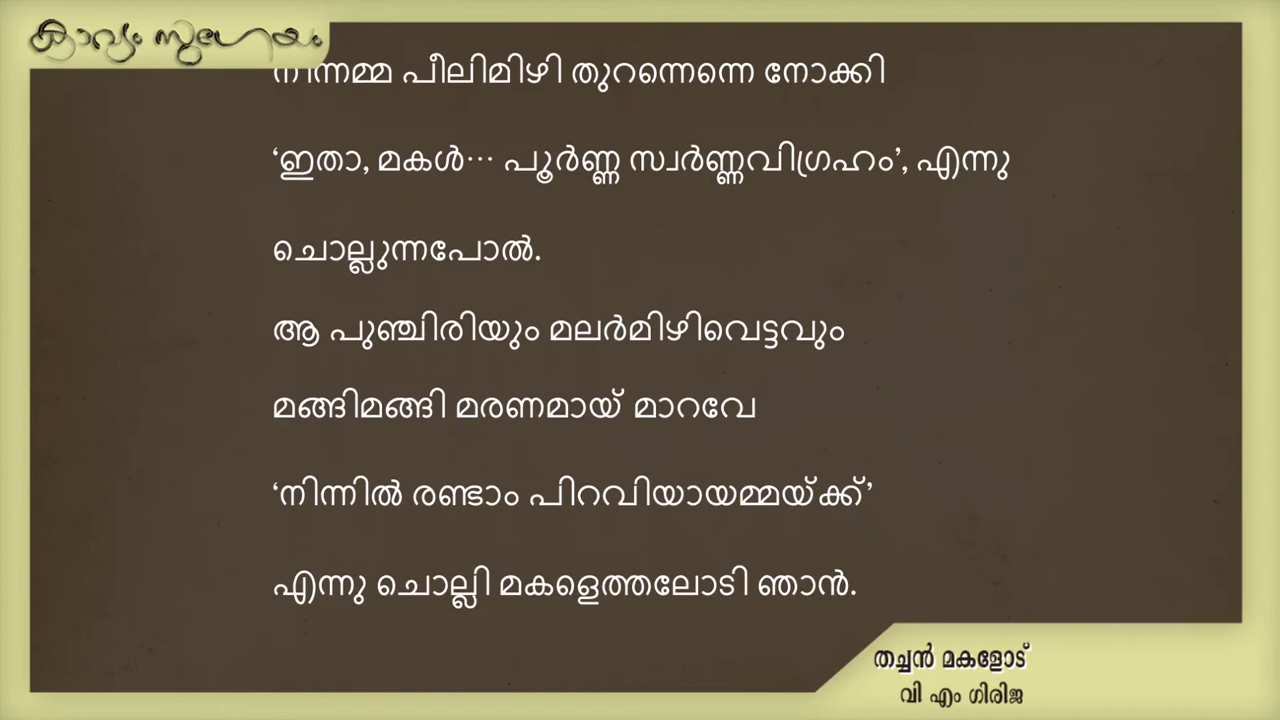 കാവ്യം സുഗേയം
നിന്നമ്മ പീലിമിഴി തുറന്നെന്നെ നോക്കി
‘ഇതാ, മകൾ··· പൂർണ്ണ സ്വർണ്ണവിഗ്രഹം’, എന്നു
ചൊല്ലുന്നപോൽ.
ആ പുഞ്ചിരിയും മലർമിഴിവെട്ടവും
മങ്ങിമങ്ങി മരണമായ് മാറവേ
‘നിന്നിൽ രണ്ടാം പിറവിയായമ്മയ്ക്ക്’
എന്നു ചൊല്ലി മകളെത്തലോടി ഞാൻ.
തച്ചൻ മകളോട്
വി എം ഗിരിജ